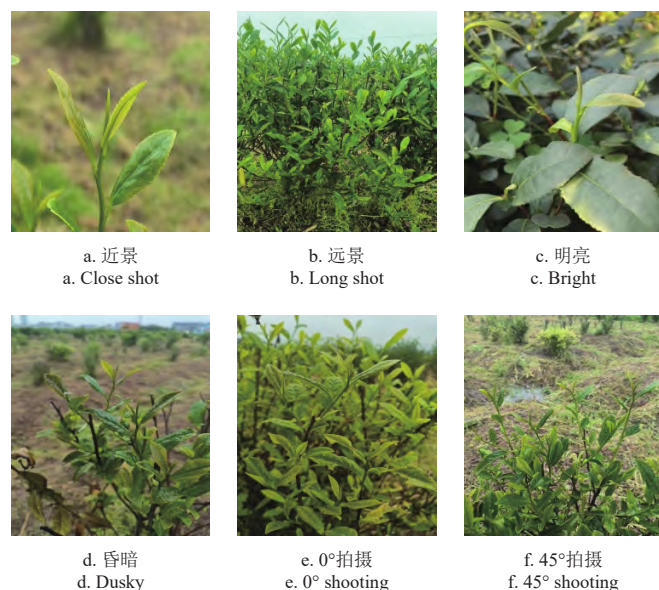 a. 近景
a. Close shot
b. 远景
b. Long shot
c. 明亮
c. Bright
d. 昏暗
d. Dusky
e. 0°拍摄
e. 0° shooting
f. 45°拍摄
f. 45° shooting